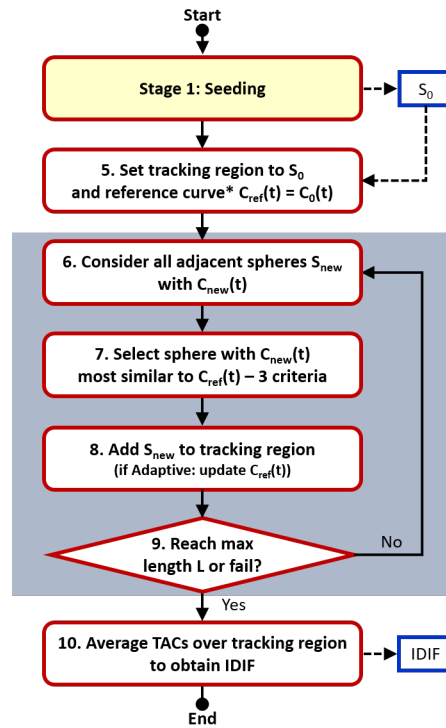 Start
Stage 1: Seeding
S0
5. Set tracking region to S0
and reference curve* Cref(t) = C0(t)
6. Consider all adjacent spheres Snew
with Cnew(t)
7. Select sphere with Cnew(t)
most similar to Cref(t) – 3 criteria
8. Add Snew to tracking region
(if Adaptive: update Cref(t))
9. Reach max
length L or fail?
No
Yes
10. Average TACs over tracking region
to obtain IDIF
IDIF
End